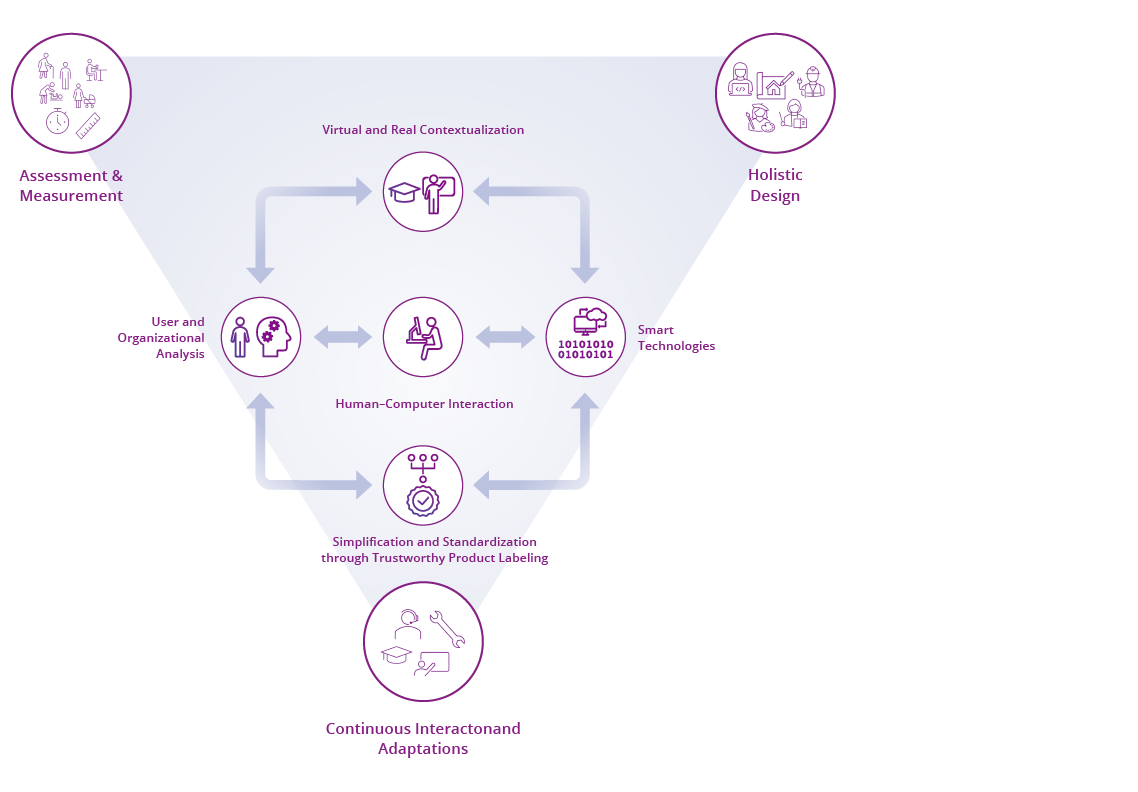 Virtual and Real Contextualization
Assessment &
Measurement
Holistic
Design
</>
User and
Organizational
Analysis
10101010
01010101
Smart
Technologies
Human–Computer Interaction
Simplification and Standardization
through Trustworthy Product Labeling
Continuous Interactonand
Adaptations